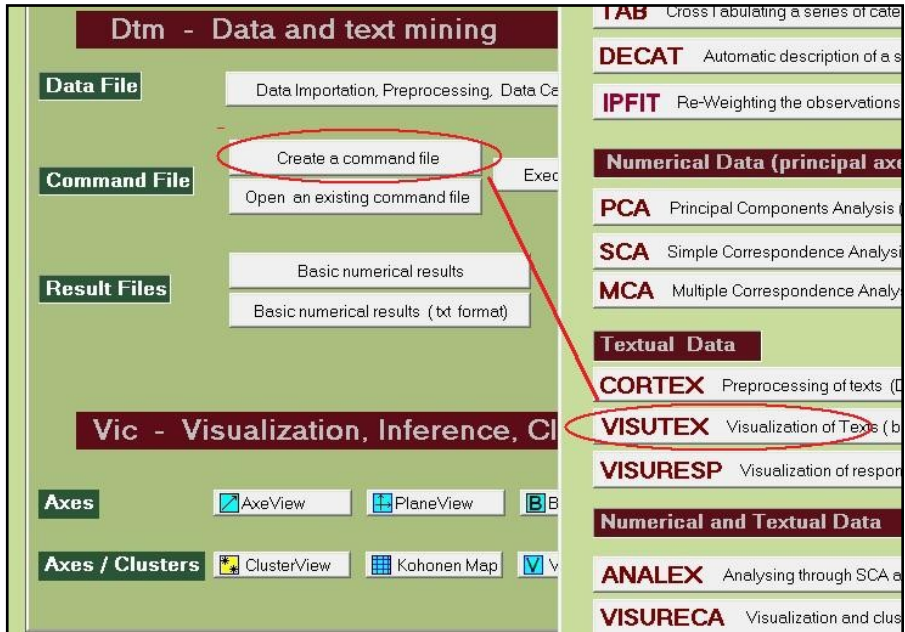 Dtm - Data and text mining
Data File
Data Importation, Preprocessing, Data Ca
Command File
Create a command file
Exec
Open an existing command file
Result Files
Basic numerical results
Basic numerical results (txt format)
Vic - Visualization, Inference, Cl
Axes
AxeView
PlaneView
B B
Axes / Clusters
ClusterView
Kohonen Map
V V
TAB Cross Tabulating a series of cate
DECAT Automatic description of a s
IPFIT Re-Weighting the observations
Numerical Data (principal axe
PCA Principal Components Analysis (
SCA Simple Correspondence Analysi
MCA Multiple Correspondence Analy
Textual Data
CORTEX Preprocessing of texts (D
VISUTEX Visualization of Texts ( b
VISURESP Visualization of respon
Numerical and Textual Data
ANALEX Analysing through SCA a
VISURECA Visualization and clus